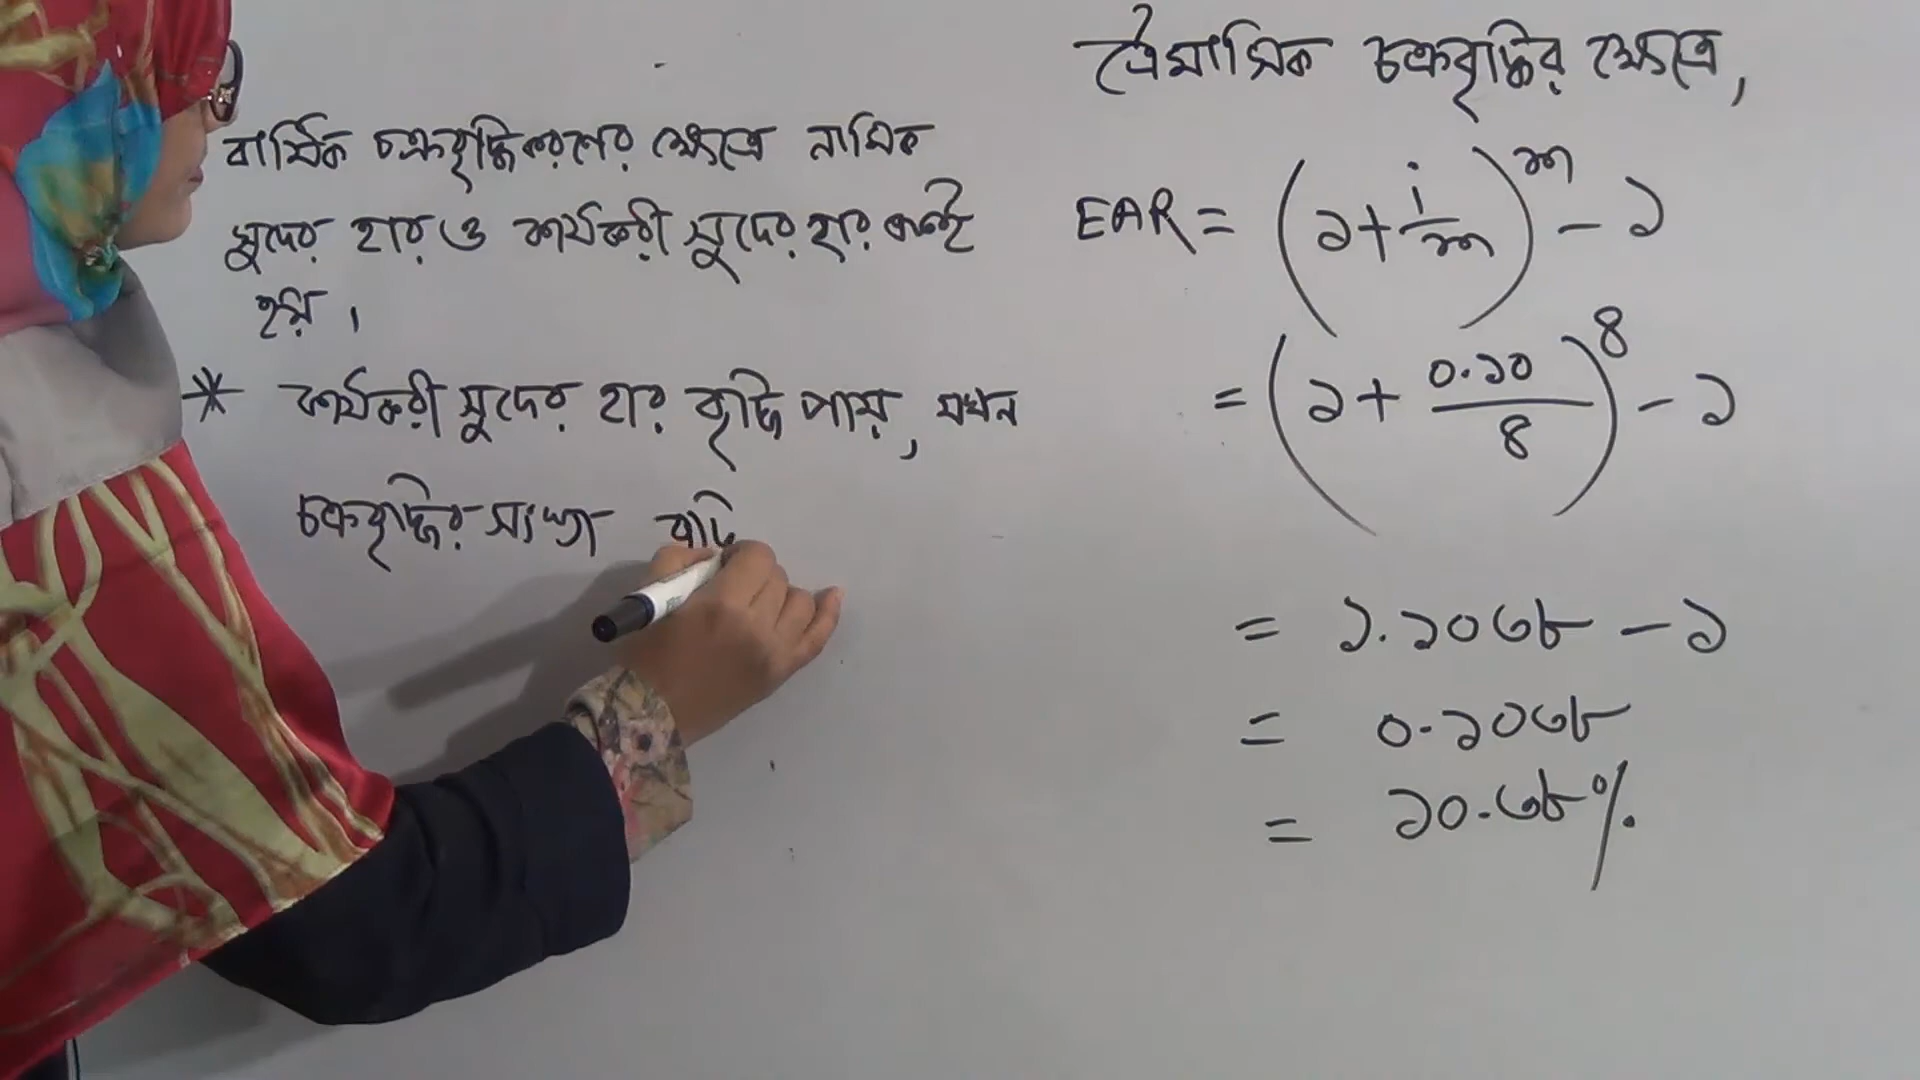 বার্ষিক চক্রবৃদ্ধিকরণের ক্ষেত্রে নামিক
সুদের হার ও কার্যকরী সুদের হার একই
হয়।
* কার্যকরী সুদের হার বৃদ্ধি পায়, যখন
চক্রবৃদ্ধির সংখ্যা
ত্রৈমাসিক চক্রবৃদ্ধির ক্ষেত্রে,
EAR = (১ + i/m)^m - ১
= (১ + ০.১০/৪)^৪ - ১
= ১.১০৩৮ - ১
= ০.১০৩৮
= ১০.৩৮%